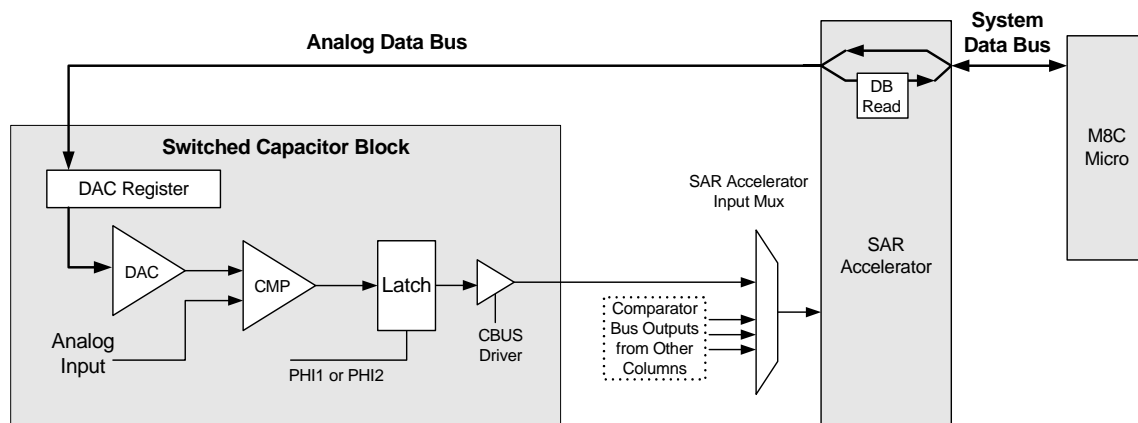 Analog Data Bus
System
Data Bus
DB
Read
M8C
Micro
Switched Capacitor Block
DAC Register
SAR Accelerator
Input Mux
SAR
Accelerator
DAC
CMP
Latch
CBUS
Driver
Analog
Input
PHI1 or PHI2
Comparator
Bus Outputs
from Other
Columns